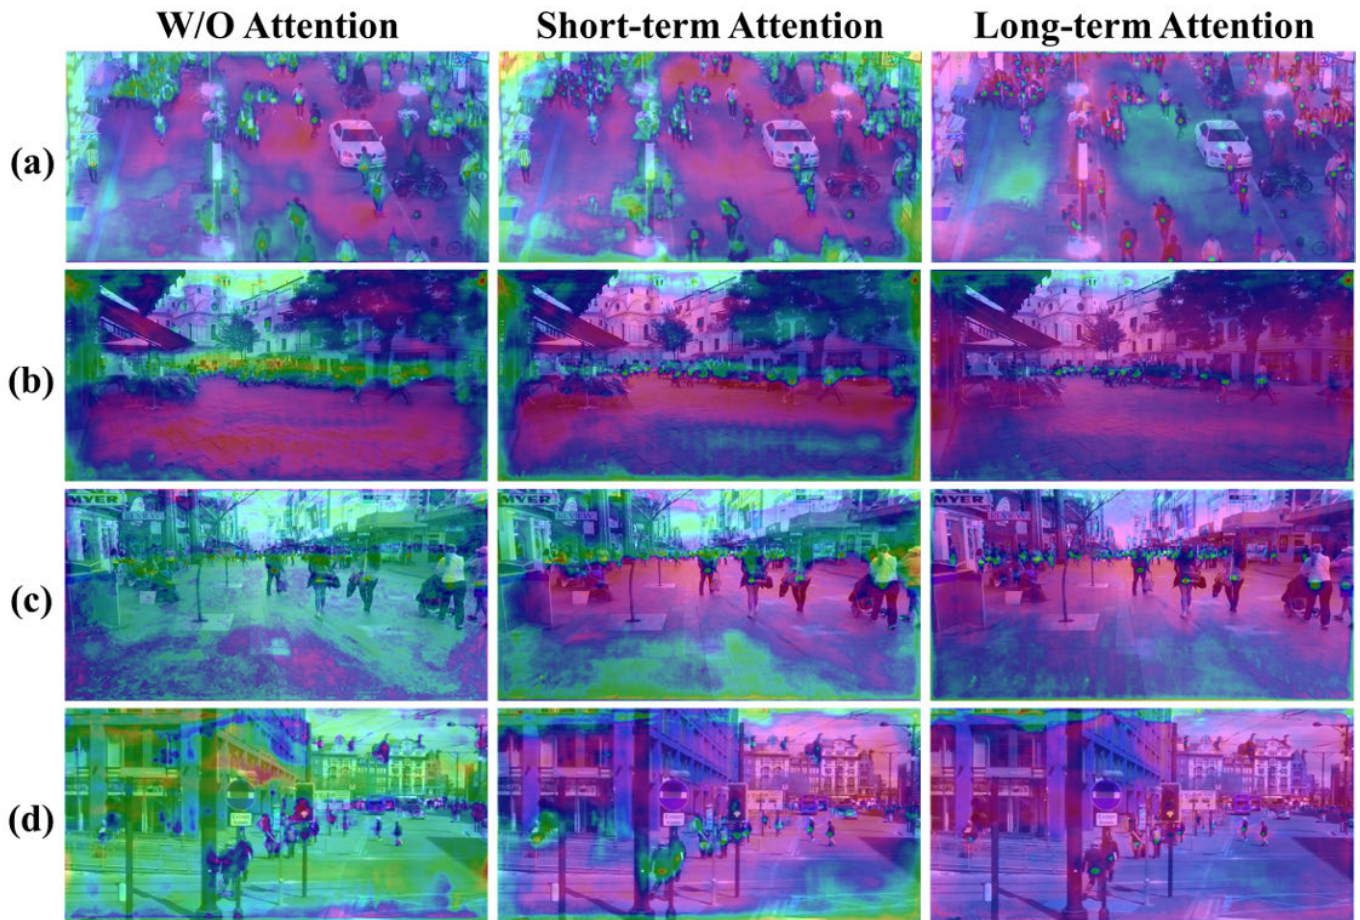 W/O Attention Short-term Attention Long-term Attention
(a)
(b)
(c)
MYER MYER MYER
(d)